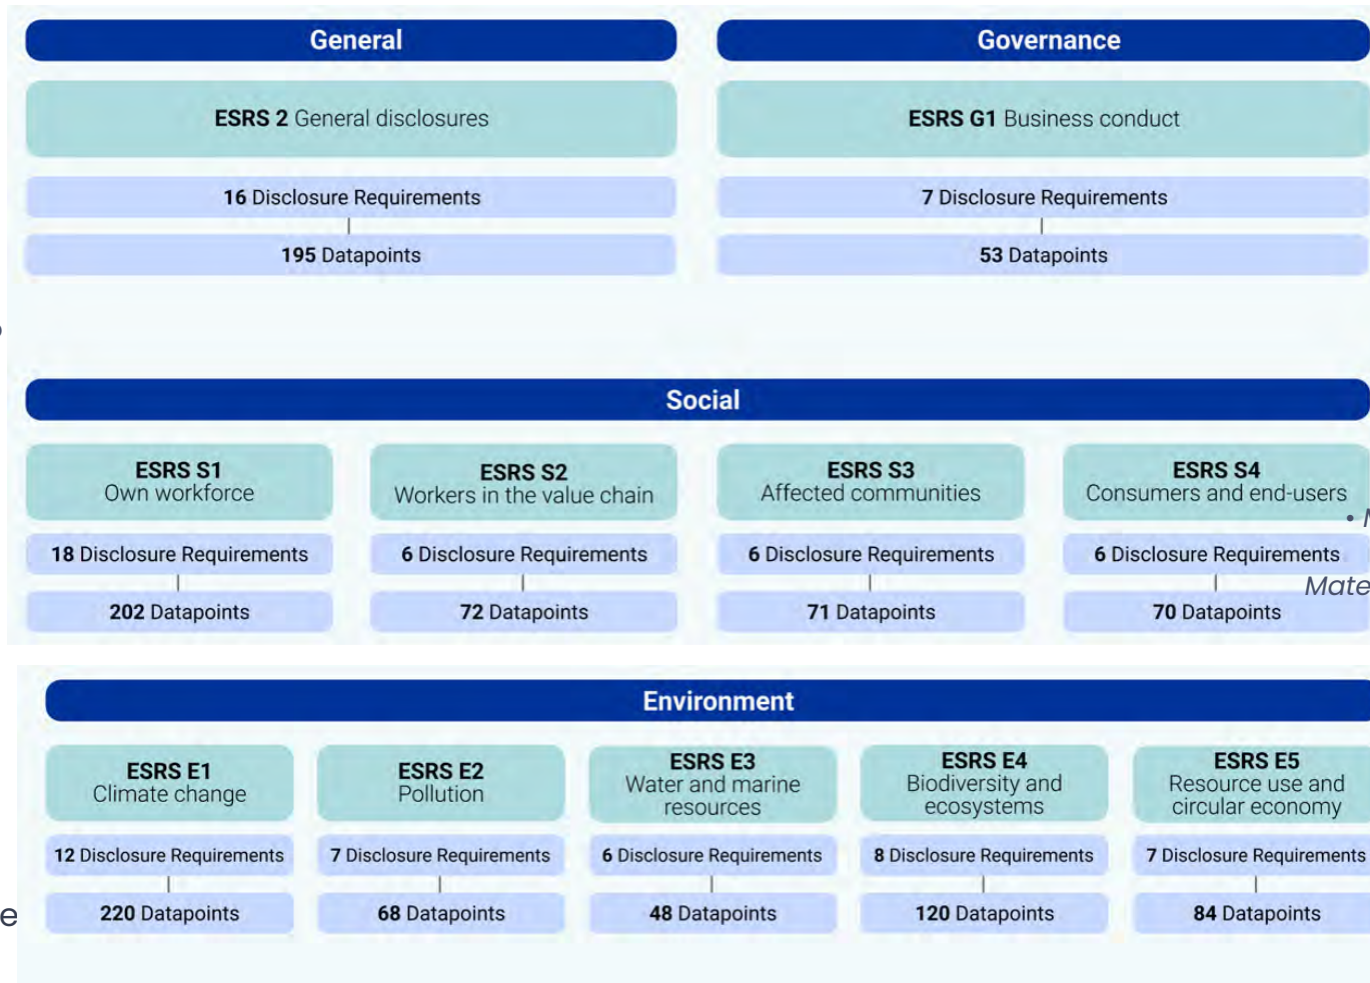 General
Governance
ESRS 2 General disclosures
ESRS G1 Business conduct
16 Disclosure Requirements
7 Disclosure Requirements
195 Datapoints
53 Datapoints
Social
ESRS S1
Own workforce
ESRS S2
Workers in the value chain
ESRS S3
Affected communities
ESRS S4
Consumers and end-users
18 Disclosure Requirements
6 Disclosure Requirements
6 Disclosure Requirements
6 Disclosure Requirements
202 Datapoints
72 Datapoints
71 Datapoints
70 Datapoints
Environment
ESRS E1
Climate change
ESRS E2
Pollution
ESRS E3
Water and marine
resources
ESRS E4
Biodiversity and
ecosystems
ESRS E5
Resource use and
circular economy
12 Disclosure Requirements
7 Disclosure Requirements
6 Disclosure Requirements
8 Disclosure Requirements
7 Disclosure Requirements
220 Datapoints
68 Datapoints
48 Datapoints
120 Datapoints
84 Datapoints